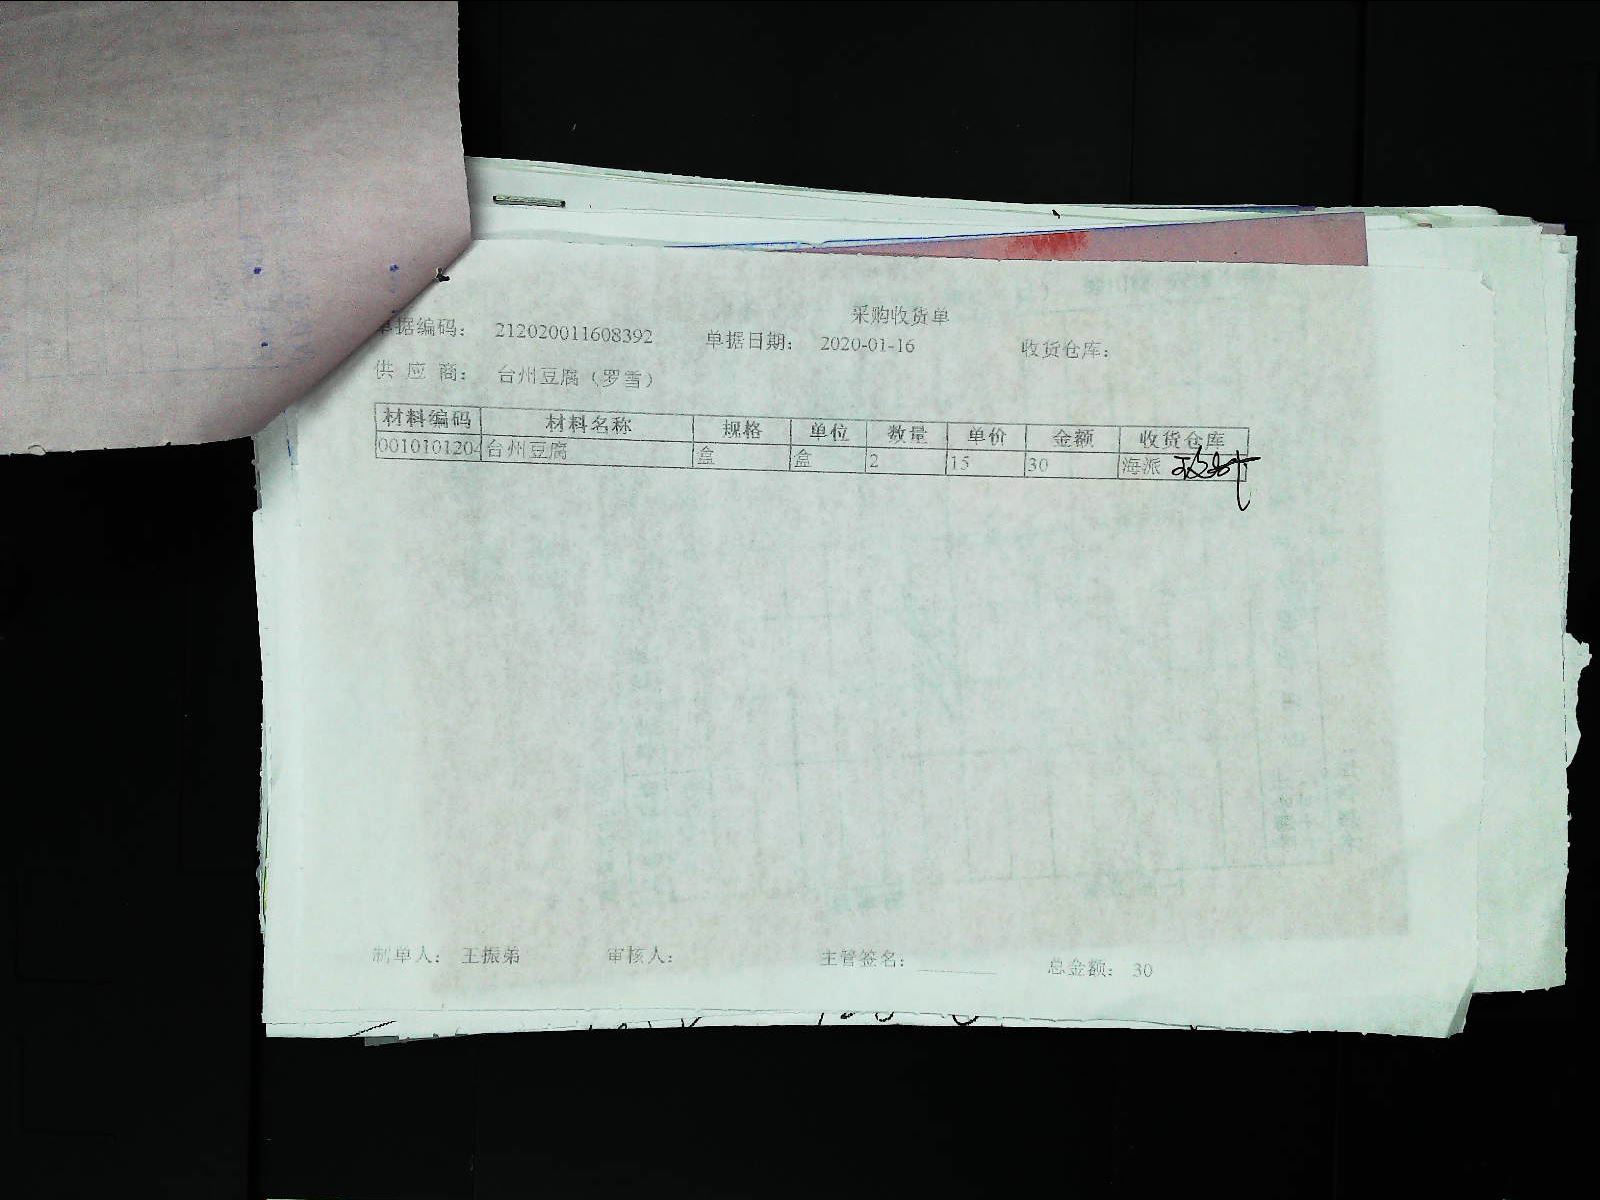 采购收货单
单据编码： 212020011608392 单据日期： 2020-01-16 收货仓库：
供 应 商： 台州豆腐（罗雪）
材料编码 材料名称 规格 单位 数量 单价 金额 收货仓库
0010101204 台州豆腐 盒 盒 2 15 30 海派
制单人： 王振弟 审核人： 主管签名： 总金额： 30